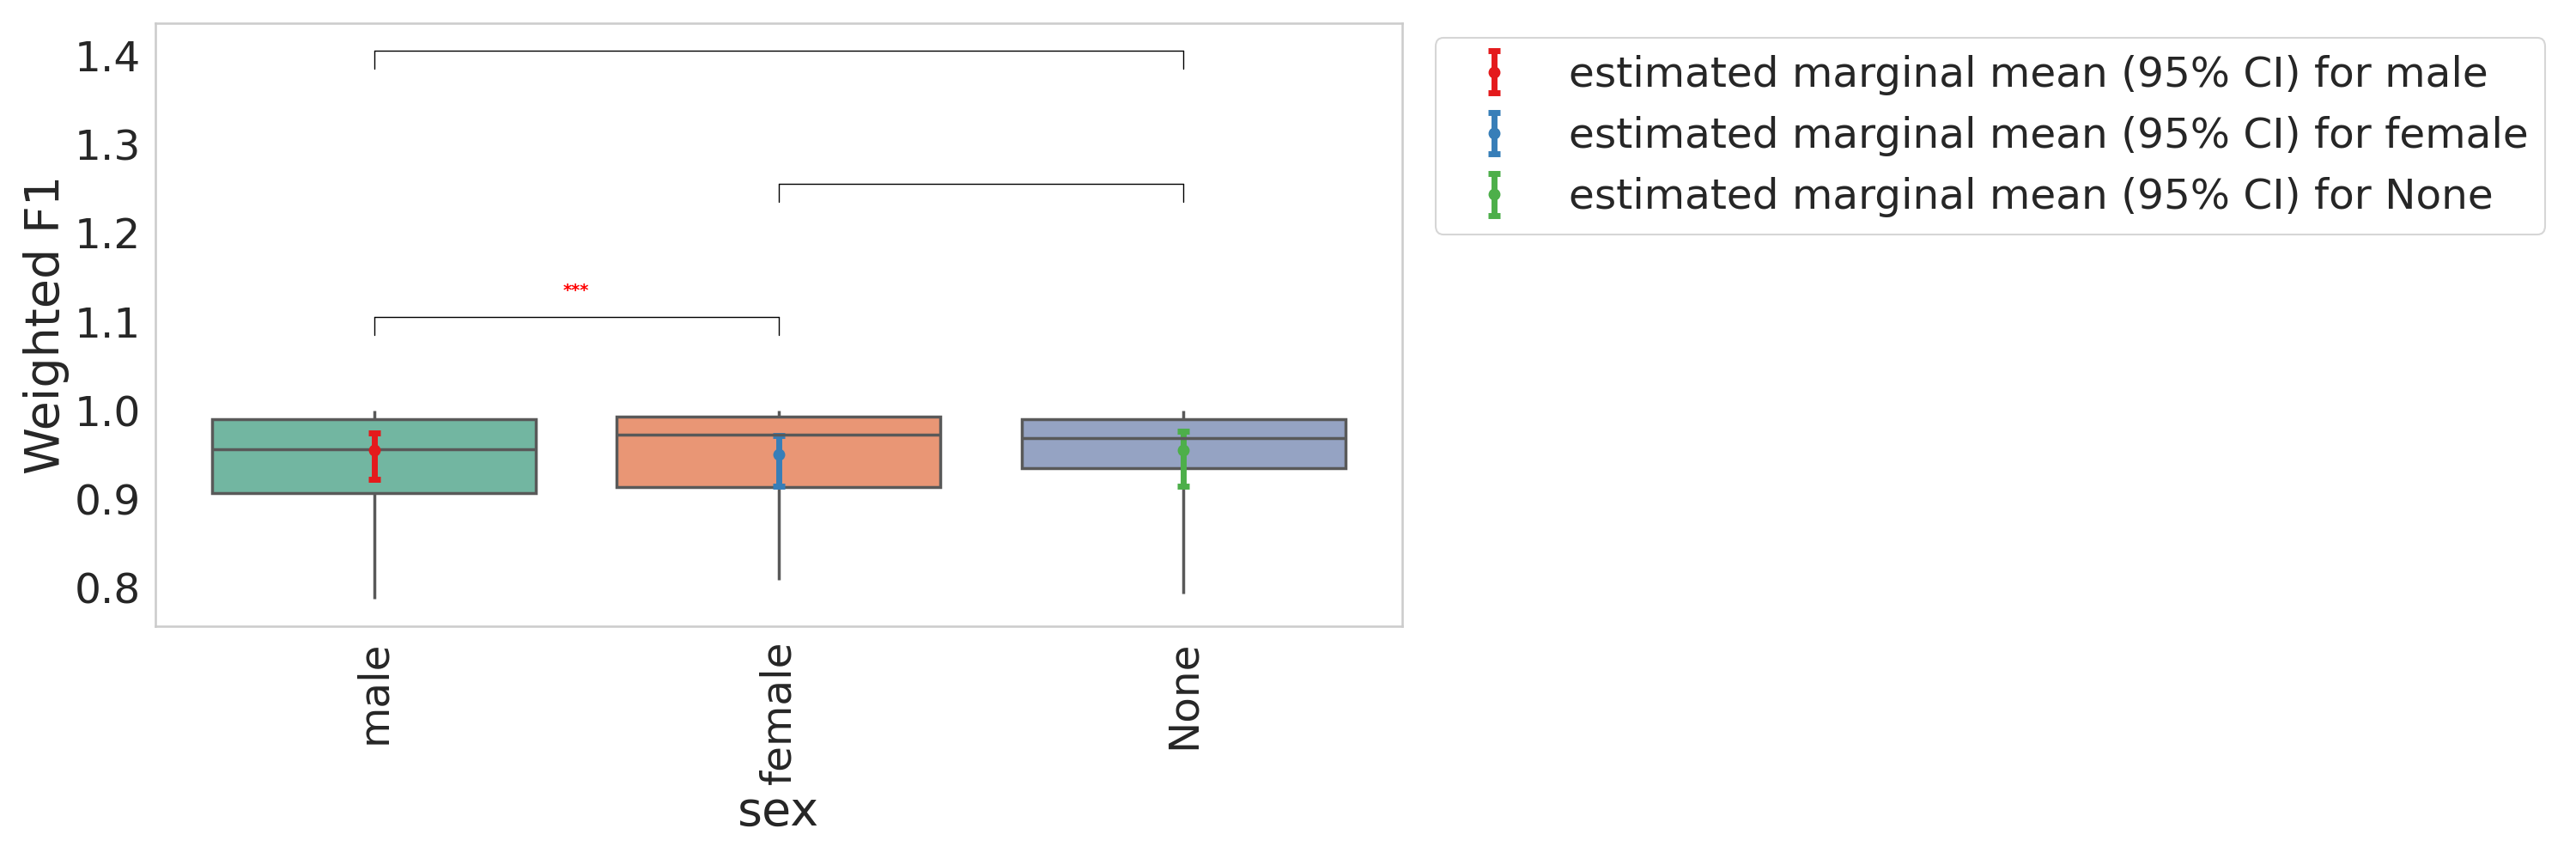 Weighted F1
1.4
1.3
1.2
1.1
1.0
0.9
0.8
***
male
female
None
sex
estimated marginal mean (95% CI) for male
estimated marginal mean (95% CI) for female
estimated marginal mean (95% CI) for None